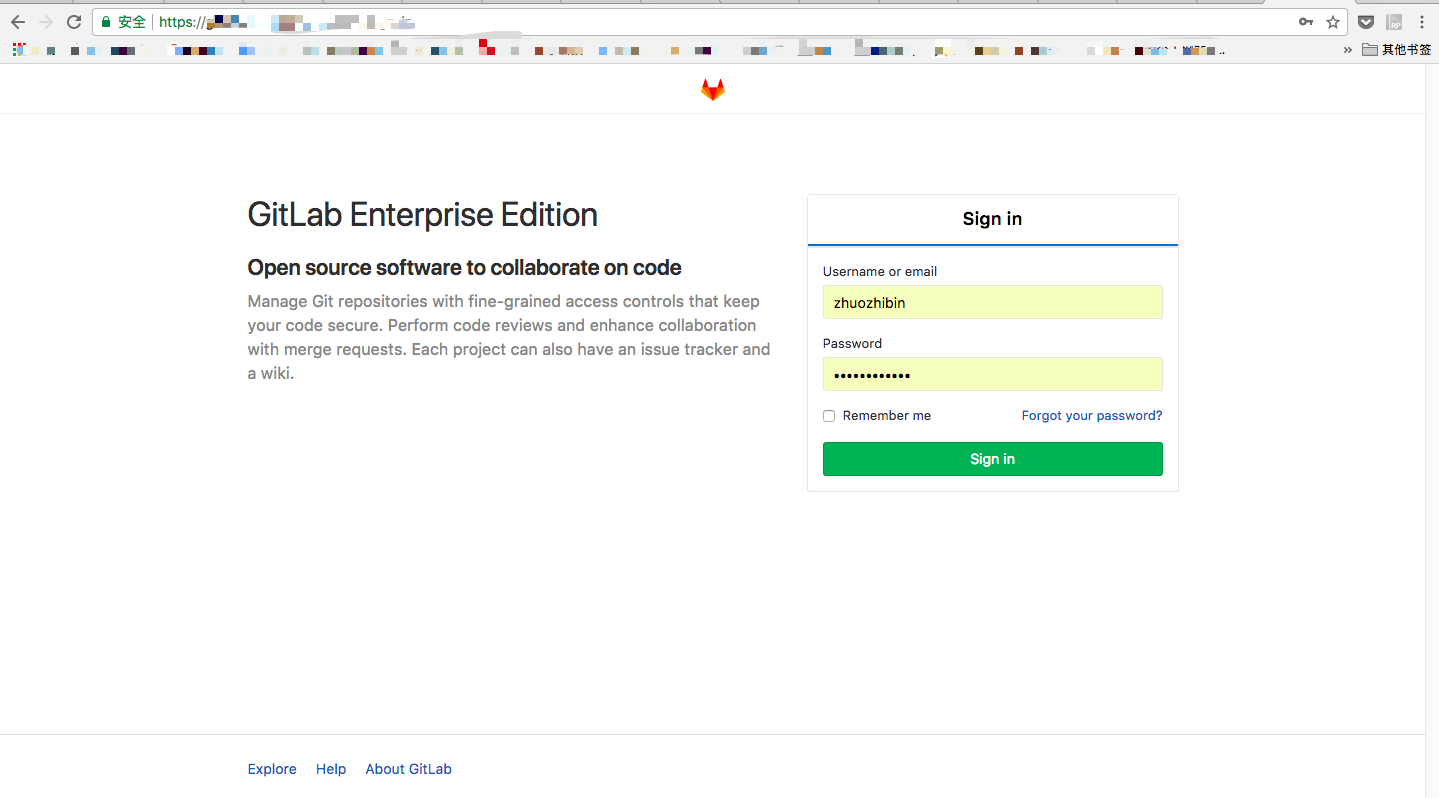 安全 https://
其他书签
GitLab Enterprise Edition
Open source software to collaborate on code
Manage Git repositories with fine-grained access controls that keep
your code secure. Perform code reviews and enhance collaboration
with merge requests. Each project can also have an issue tracker and
a wiki.
Sign in
Username or email
zhuozhibin
Password
••••••••••••
Remember me
Forgot your password?
Sign in
Explore
Help
About GitLab